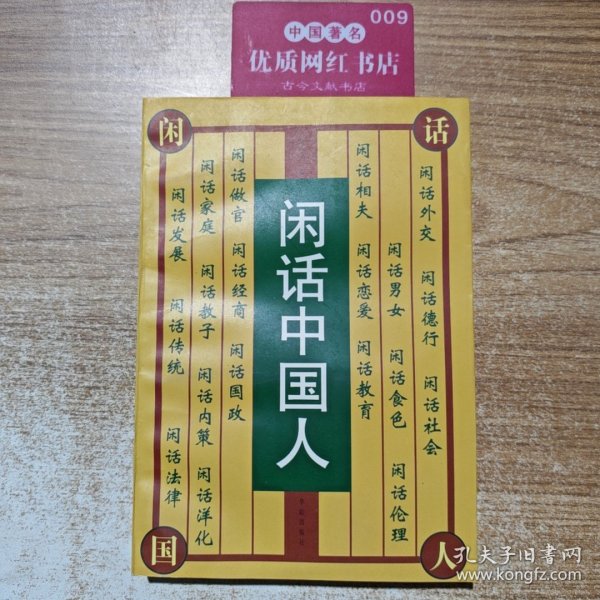 009
中国著名
优质网红书店
古今文献书店
闲
话
闲话中国人
闲话外交
闲话德行
闲话社会
闲话男女
闲话食色
闲话伦理
闲话相夫
闲话恋爱
闲话教育
闲话做官
闲话经商
闲话国政
闲话家庭
闲话教子
闲话内策
闲话洋化
闲话发展
闲话传统
闲话法律
华龄出版社
国
人
孔夫子旧书网
www.kongfz.com